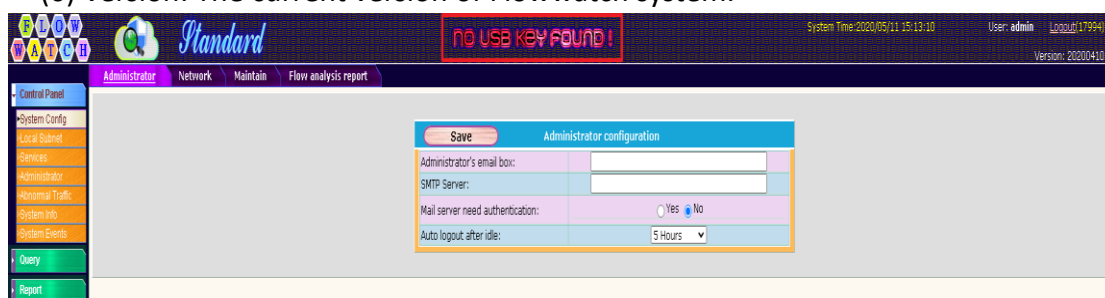 (6) Version: The current version of FlowWatch system.
FLOW
WATCH
Standard
NO USB KEY FOUND !
System Time:2020/05/11 15:13:10
User: admin
Logout(17994)
Version: 20200410
Administrator
Network
Maintain
Flow analysis report
Control Panel
System Config
Local Subnet
Services
Administrator
Abnormal Traffic
System Info
System Events
Query
Report
Save
Administrator configuration
Administrator's email box:
SMTP Server:
Mail server need authentication:
Yes
No
Auto logout after idle:
5 Hours